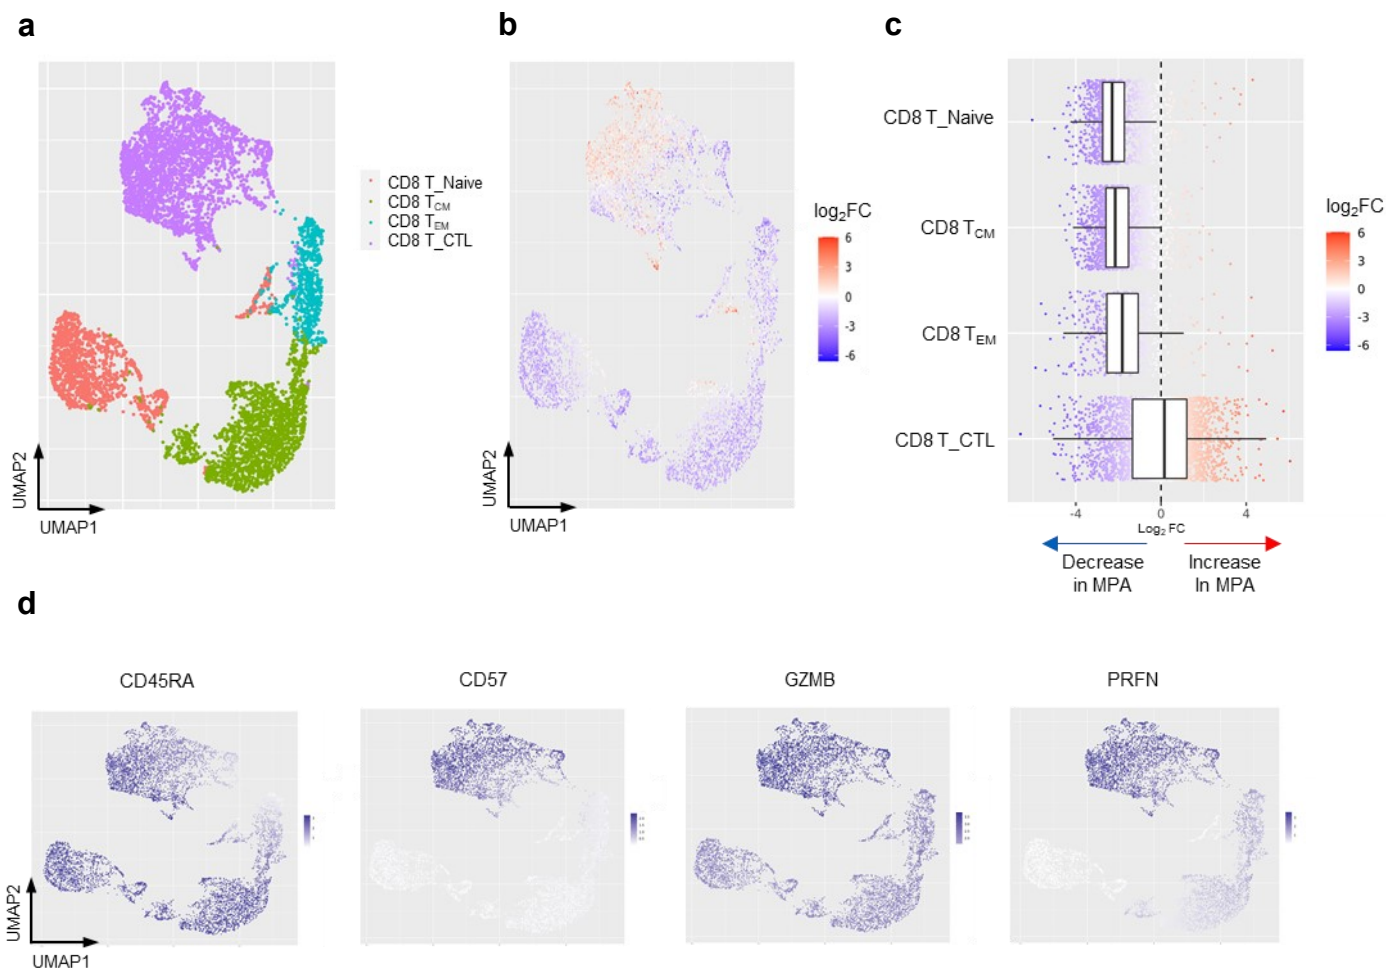 a
b
c
CD8 T_Naive
CD8 TCM
CD8 TEM
CD8 T_CTL
log2FC
6
3
0
-3
-6
UMAP2
UMAP1
UMAP2
UMAP1
CD8 T_Naive
CD8 TCM
CD8 TEM
CD8 T_CTL
-4
0
4
Log2 FC
Decrease
in MPA
Increase
In MPA
log2FC
6
3
0
-3
-6
d
CD45RA
CD57
GZMB
PRFN
UMAP2
UMAP1